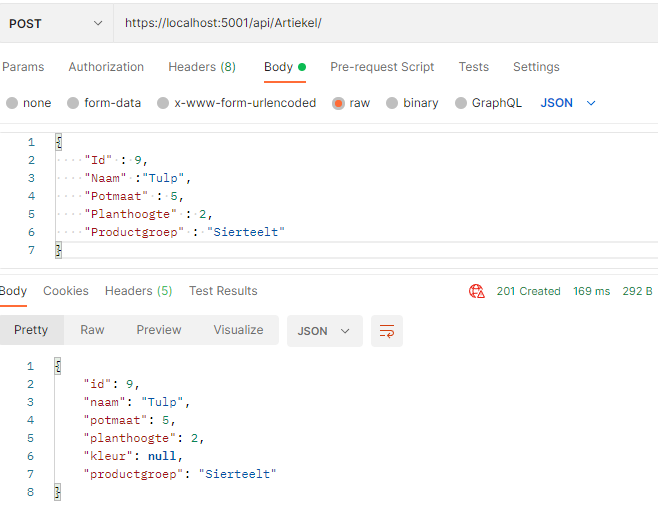 POST https://localhost:5001/api/Artiekel/
Params Authorization Headers (8) Body Pre-request Script Tests Settings
none form-data x-www-form-urlencoded raw binary GraphQL JSON
1 {
2 "Id" : 9,
3 "Naam" :"Tulp",
4 "Potmaat" : 5,
5 "Planthoogte" : 2,
6 "Productgroep" : "Sierteelt"
7 }
Body Cookies Headers (5) Test Results 201 Created 169 ms 292 B
Pretty Raw Preview Visualize JSON
1 {
2 "id": 9,
3 "naam": "Tulp",
4 "potmaat": 5,
5 "planthoogte": 2,
6 "kleur": null,
7 "productgroep": "Sierteelt"
8 }